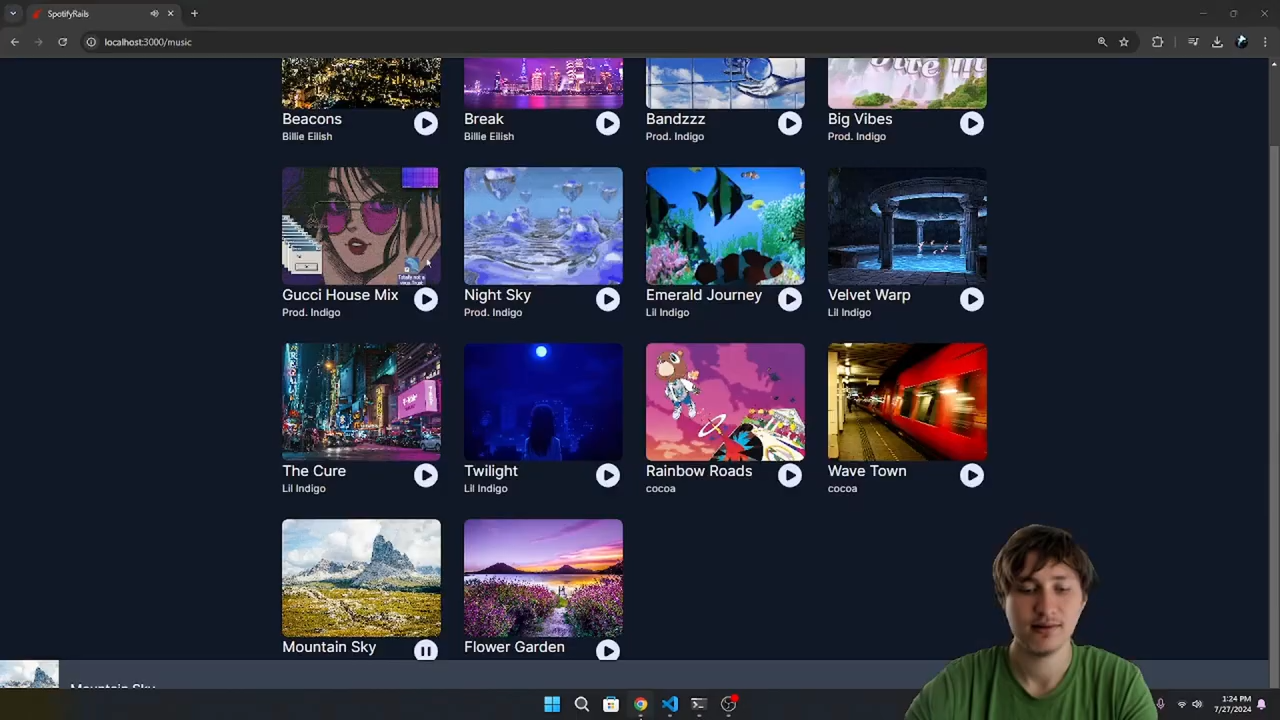 SpotifyRails
localhost:3000/music
Beacons
Billie Eilish
Break
Billie Eilish
Bandzzz
Prod. Indigo
Big Vibes
Prod. Indigo
Gucci House Mix
Prod. Indigo
Night Sky
Prod. Indigo
Emerald Journey
Lil Indigo
Velvet Warp
Lil Indigo
The Cure
Lil Indigo
Twilight
Lil Indigo
Rainbow Roads
cocoa
Wave Town
cocoa
Mountain Sky
Flower Garden
Mountain Sky
1:24 PM
7/27/2024